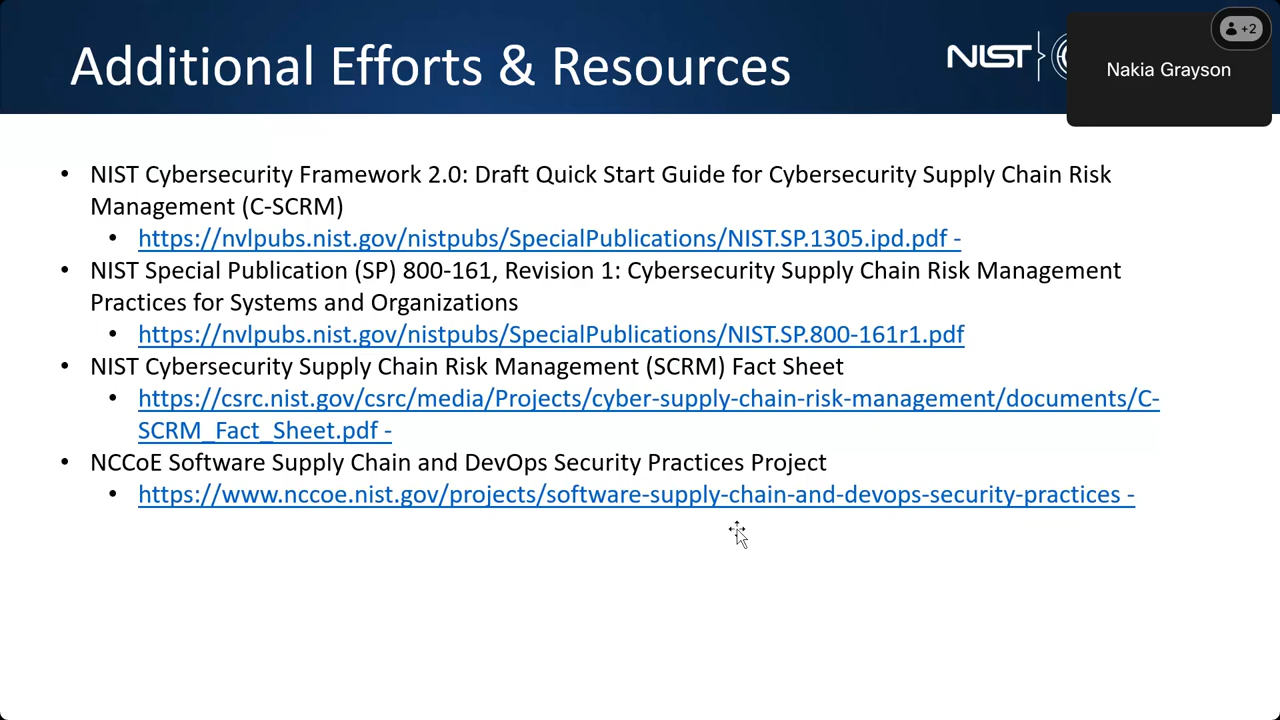 Additional Efforts & Resources
NIST
+2
Nakia Grayson
• NIST Cybersecurity Framework 2.0: Draft Quick Start Guide for Cybersecurity Supply Chain Risk
Management (C-SCRM)
• https://nvlpubs.nist.gov/nistpubs/SpecialPublications/NIST.SP.1305.ipd.pdf -
• NIST Special Publication (SP) 800-161, Revision 1: Cybersecurity Supply Chain Risk Management
Practices for Systems and Organizations
• https://nvlpubs.nist.gov/nistpubs/SpecialPublications/NIST.SP.800-161r1.pdf
• NIST Cybersecurity Supply Chain Risk Management (SCRM) Fact Sheet
• https://csrc.nist.gov/csrc/media/Projects/cyber-supply-chain-risk-management/documents/C-
SCRM_Fact_Sheet.pdf -
• NCCoE Software Supply Chain and DevOps Security Practices Project
• https://www.nccoe.nist.gov/projects/software-supply-chain-and-devops-security-practices -